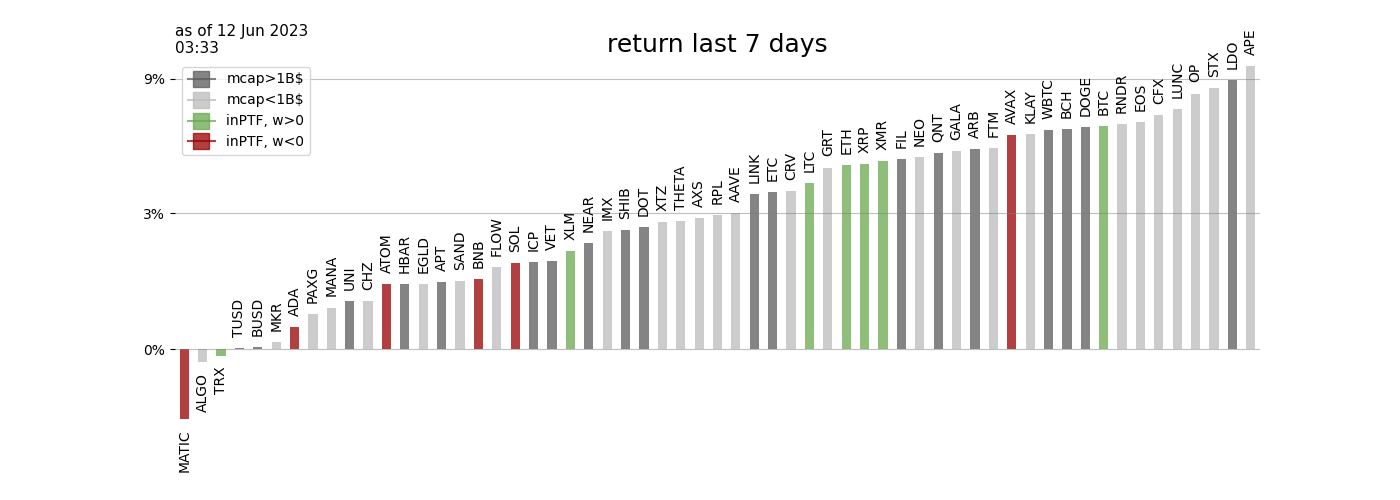 as of 12 Jun 2023
03:33
return last 7 days
mcap>1B$
mcap<1B$
inPTF, w>0
inPTF, w<0
9%
3%
0%
MATIC
ALGO
TRX
TUSD
BUSD
MKR
ADA
PAXG
MANA
UNI
CHZ
ATOM
HBAR
EGLD
APT
SAND
BNB
FLOW
SOL
ICP
VET
XLM
NEAR
IMX
SHIB
DOT
XTZ
THETA
AXS
RPL
AAVE
LINK
ETC
CRV
LTC
GRT
ETH
XRP
XMR
FIL
NEO
QNT
GALA
ARB
FTM
AVAX
KLAY
WBTC
BCH
DOGE
BTC
RNDR
EOS
CFX
LUNC
OP
STX
LDO
APE